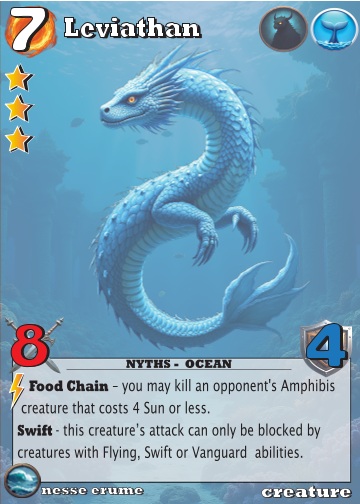 7 Leviathan
8
4
NYTHS - OCEAN
Food Chain – you may kill an opponent's Amphibis
creature that costs 4 Sun or less.
Swift - this creature's attack can only be blocked by
creatures with Flying, Swift or Vanguard abilities.
nesse erume
creature